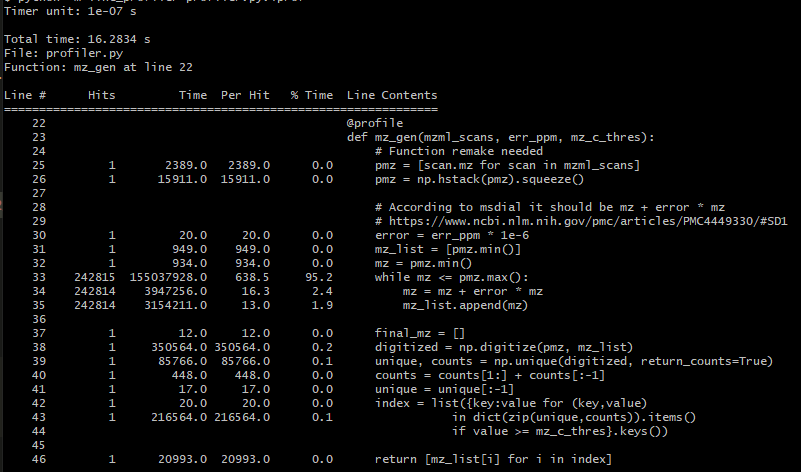 Timer unit: 1e-07 s

Total time: 16.2834 s
File: profiler.py
Function: mz_gen at line 22

Line #      Hits         Time  Per Hit   % Time  Line Contents
==============================================================
    22                                           @profile
    23                                           def mz_gen(mzml_scans, err_ppm, mz_c_thres):
    24                                               # Function remake needed
    25         1       2389.0   2389.0      0.0      pmz = [scan.mz for scan in mzml_scans]
    26         1      15911.0  15911.0      0.0      pmz = np.hstack(pmz).squeeze()
    27
    28                                               # According to msdial it should be mz + error * mz
    29                                               # https://www.ncbi.nlm.nih.gov/pmc/articles/PMC4449330/#SD1
    30         1         20.0     20.0      0.0      error = err_ppm * 1e-6
    31         1        949.0    949.0      0.0      mz_list = [pmz.min()]
    32         1        934.0    934.0      0.0      mz = pmz.min()
    33    242815  155037928.0    638.5     95.2      while mz <= pmz.max():
    34    242814    3947256.0     16.3      2.4          mz = mz + error * mz
    35    242814    3154211.0     13.0      1.9          mz_list.append(mz)
    36
    37         1         12.0     12.0      0.0      final_mz = []
    38         1     350564.0 350564.0      0.2      digitized = np.digitize(pmz, mz_list)
    39         1      85766.0  85766.0      0.1      unique, counts = np.unique(digitized, return_counts=True)
    40         1        448.0    448.0      0.0      counts = counts[1:] + counts[:-1]
    41         1         17.0     17.0      0.0      unique = unique[:-1]
    42         1         20.0     20.0      0.0      index = list({key:value for (key,value)
    43         1     216564.0 216564.0      0.1                 in dict(zip(unique,counts)).items()
    44                                                          if value >= mz_c_thres}.keys())
    45
    46         1      20993.0  20993.0      0.0      return [mz_list[i] for i in index]